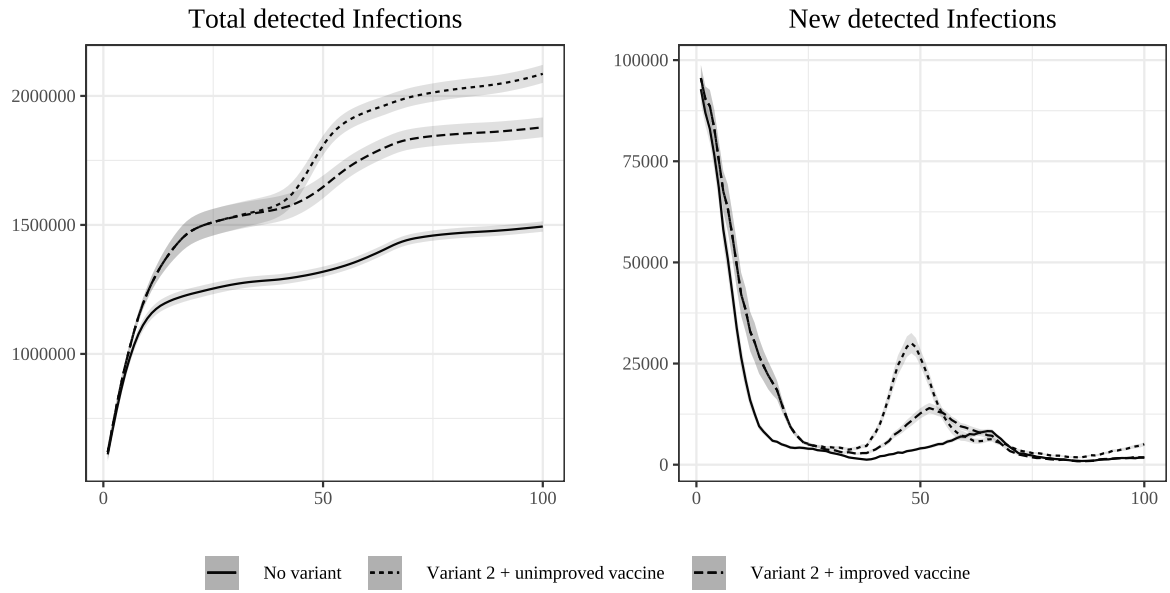 Total detected Infections
New detected Infections
2000000
1500000
1000000
0
50
100
100000
75000
50000
25000
0
0
50
100
No variant
Variant 2 + unimproved vaccine
Variant 2 + improved vaccine